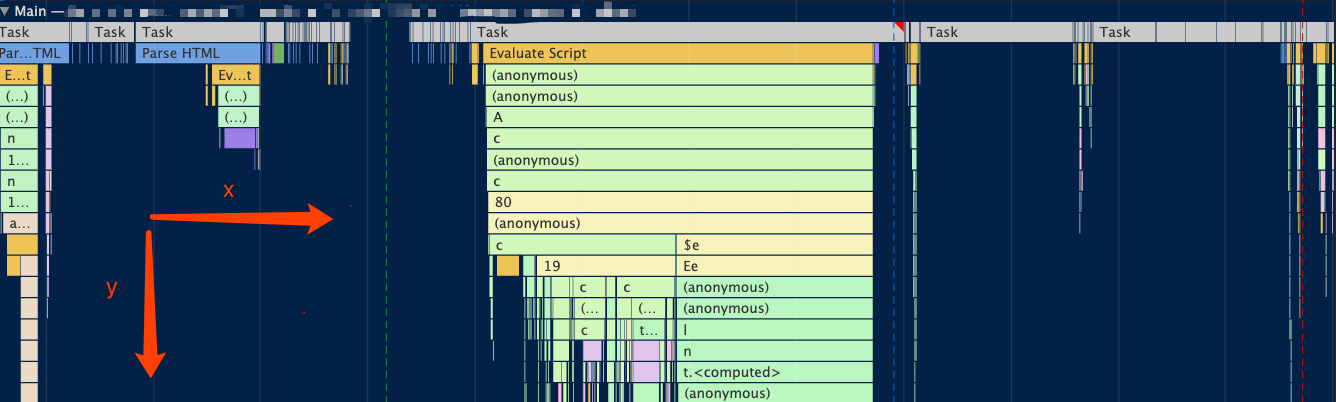 ▼ Main —
Task Task Task Task Task Task
Par...TML Parse HTML Evaluate Script
E...t Ev...t (anonymous)
(...) (...) (anonymous)
(...) (...) A
n c
1... (anonymous)
n x c
1... 80
a... (anonymous)
c $e
19 Ee
y c c (anonymous)
(... (... (anonymous)
c t... l
n
t.<computed>
(anonymous)